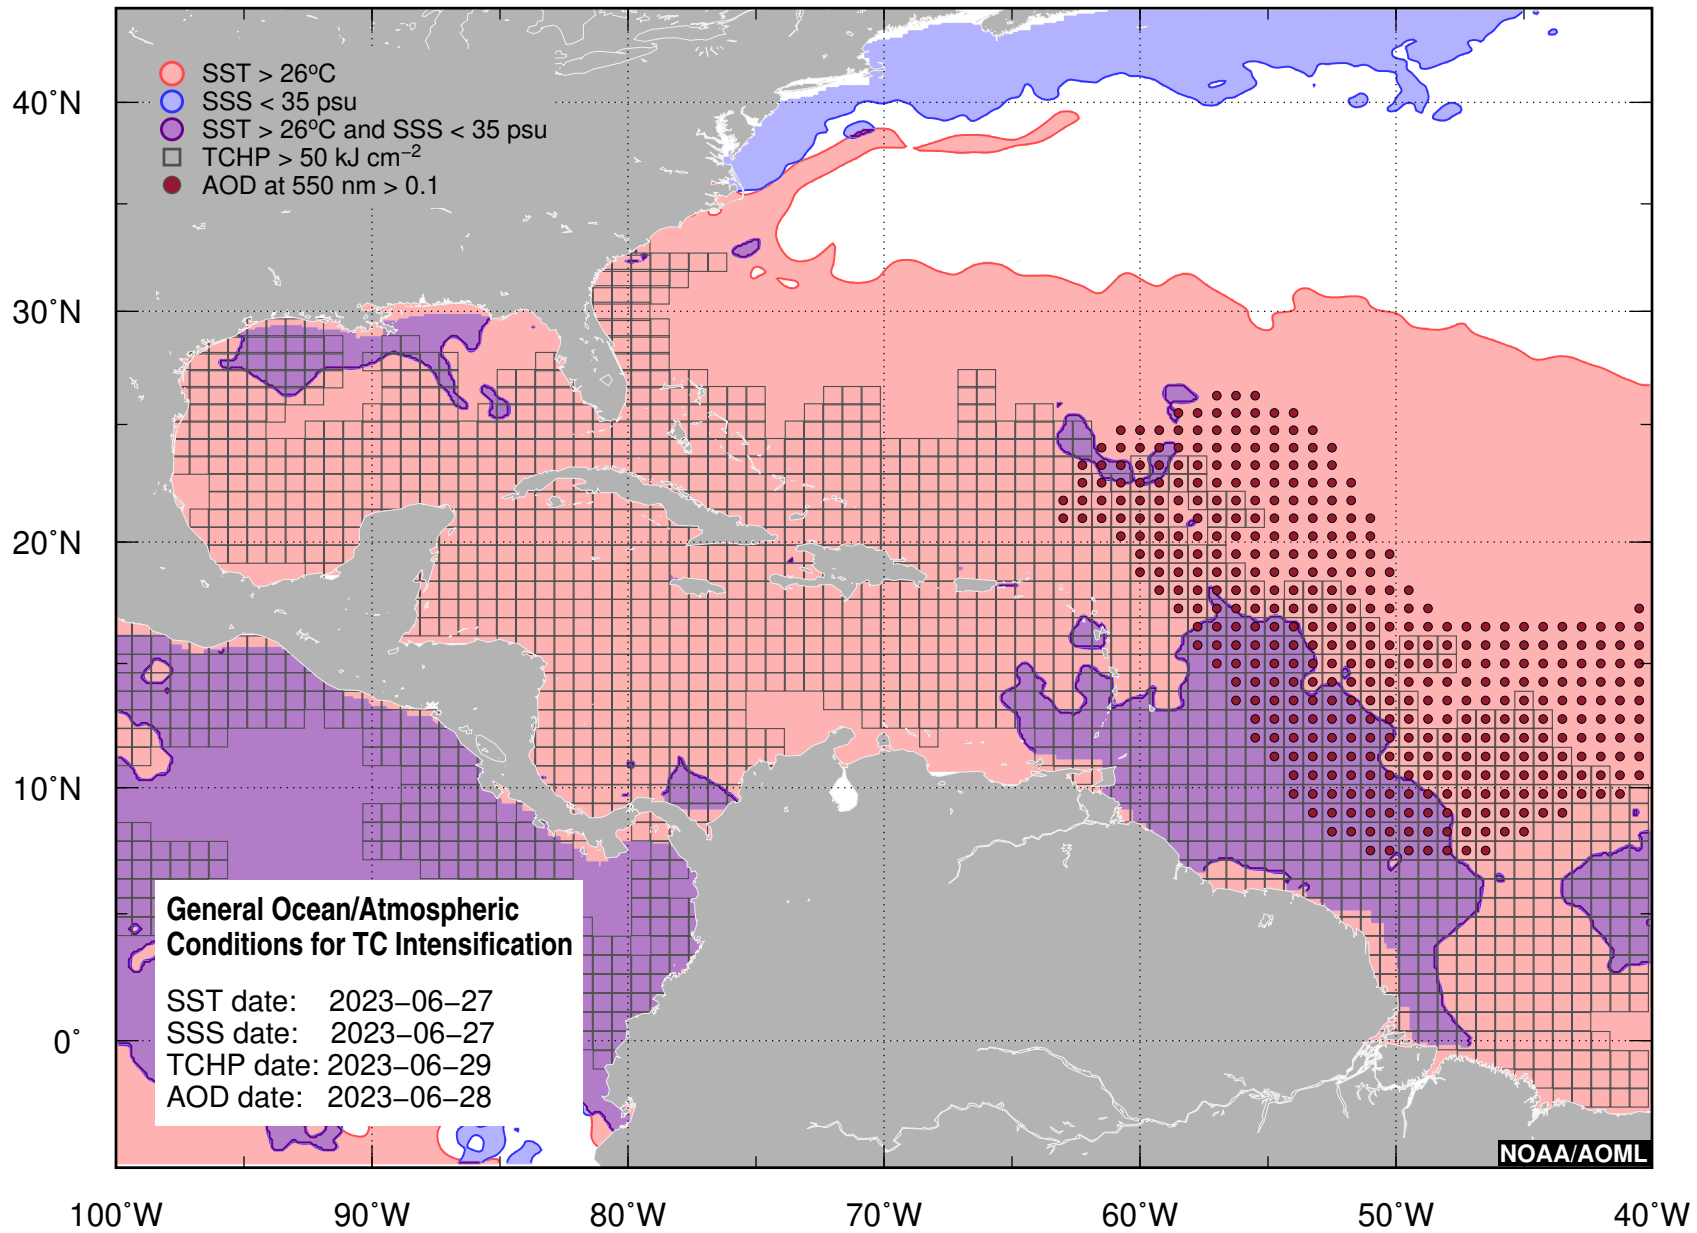 SST > 26°C
SSS < 35 psu
SST > 26°C and SSS < 35 psu
TCHP > 50 kJ cm⁻²
AOD at 550 nm > 0.1
40°N
30°N
20°N
10°N
0°
General Ocean/Atmospheric
Conditions for TC Intensification
SST date: 2023−06−27
SSS date: 2023−06−27
TCHP date: 2023−06−29
AOD date: 2023−06−28
NOAA/AOML
100°W 90°W 80°W 70°W 60°W 50°W 40°W